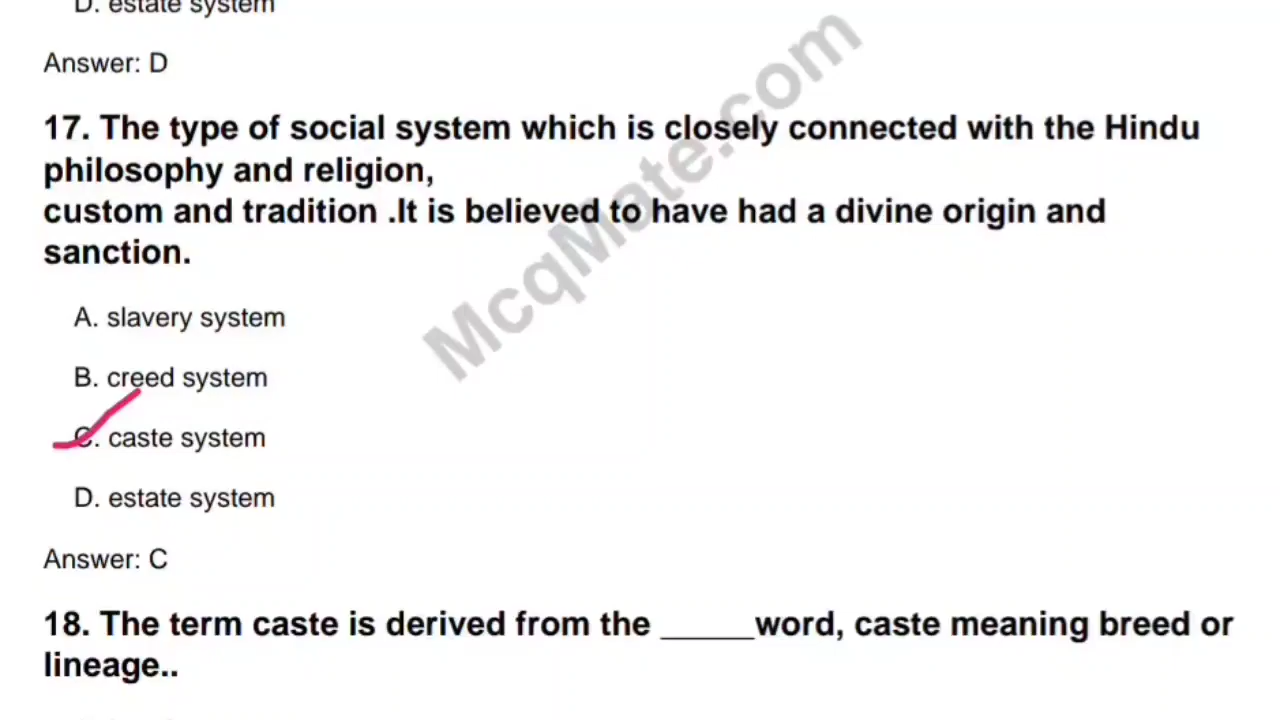 D. estate system
Answer: D
17. The type of social system which is closely connected with the Hindu
philosophy and religion,
custom and tradition .It is believed to have had a divine origin and
sanction.
McqMate.com
A. slavery system
B. creed system
C. caste system
D. estate system
Answer: C
18. The term caste is derived from the _____word, caste meaning breed or
lineage..